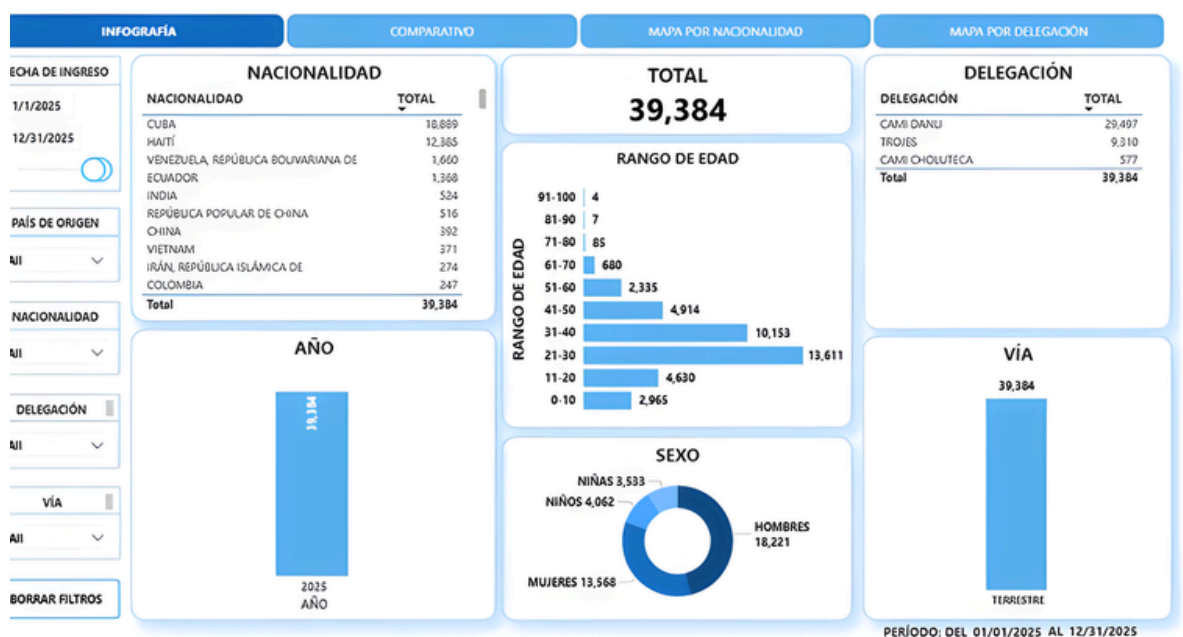 INFOGRAFÍA
COMPARATIVO
MAPA POR NACIONALIDAD
MAPA POR DELEGACIÓN
ECHA DE INGRESO
1/1/2025
12/31/2025
PAÍS DE ORIGEN
All
NACIONALIDAD
All
DELEGACIÓN
All
VÍA
All
BORRAR FILTROS
NACIONALIDAD
NACIONALIDAD TOTAL
CUBA 18,889
HAITÍ 12,385
VENEZUELA, REPÚBLICA BOLIVARIANA DE 1,660
ECUADOR 1,368
INDIA 524
REPÚBLICA POPULAR DE CHINA 516
CHINA 392
VIETNAM 371
IRÁN, REPÚBLICA ISLÁMICA DE 274
COLOMBIA 247
Total 39,384
AÑO
39,384
2025
AÑO
TOTAL
39,384
RANGO DE EDAD
RANGO DE EDAD
91-100 4
81-90 7
71-80 85
61-70 680
51-60 2,335
41-50 4,914
31-40 10,153
21-30 13,611
11-20 4,630
0-10 2,965
SEXO
NIÑAS 3,533
NIÑOS 4,062
HOMBRES
18,221
MUJERES 13,568
DELEGACIÓN
DELEGACIÓN TOTAL
CAMI DANLI 29,497
TROJES 9,310
CAMI CHOLUTECA 577
Total 39,384
VÍA
39,384
TERRESTRE
PERÍODO: DEL 01/01/2025 AL 12/31/2025